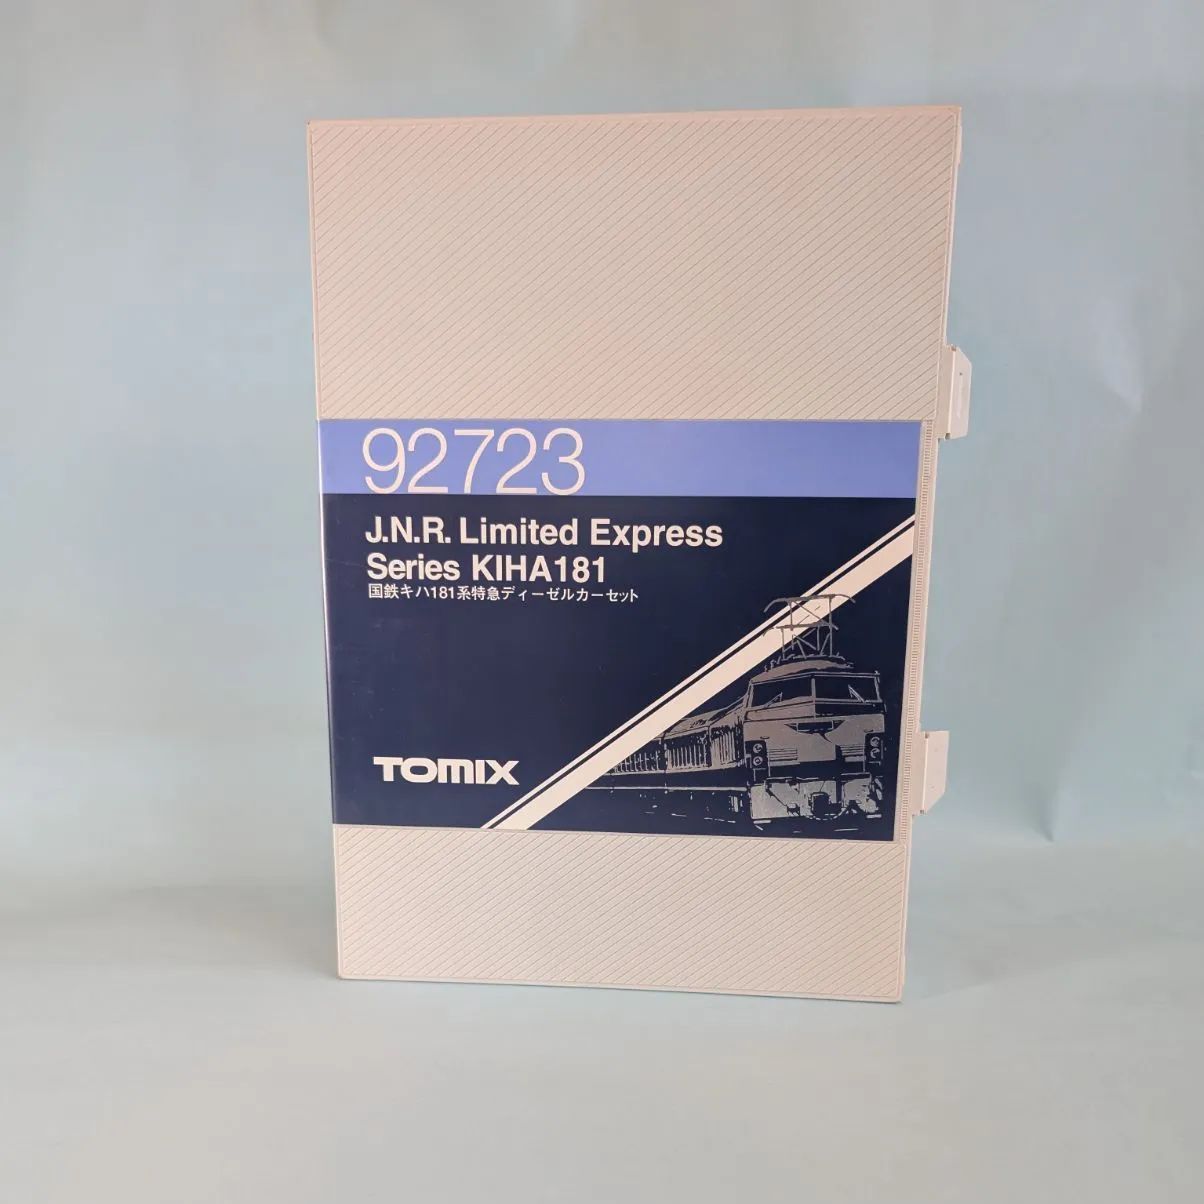 92723
J.N.R. Limited Express
Series KIHA181
国鉄キハ181系特急ディーゼルカーセット
TOMIX